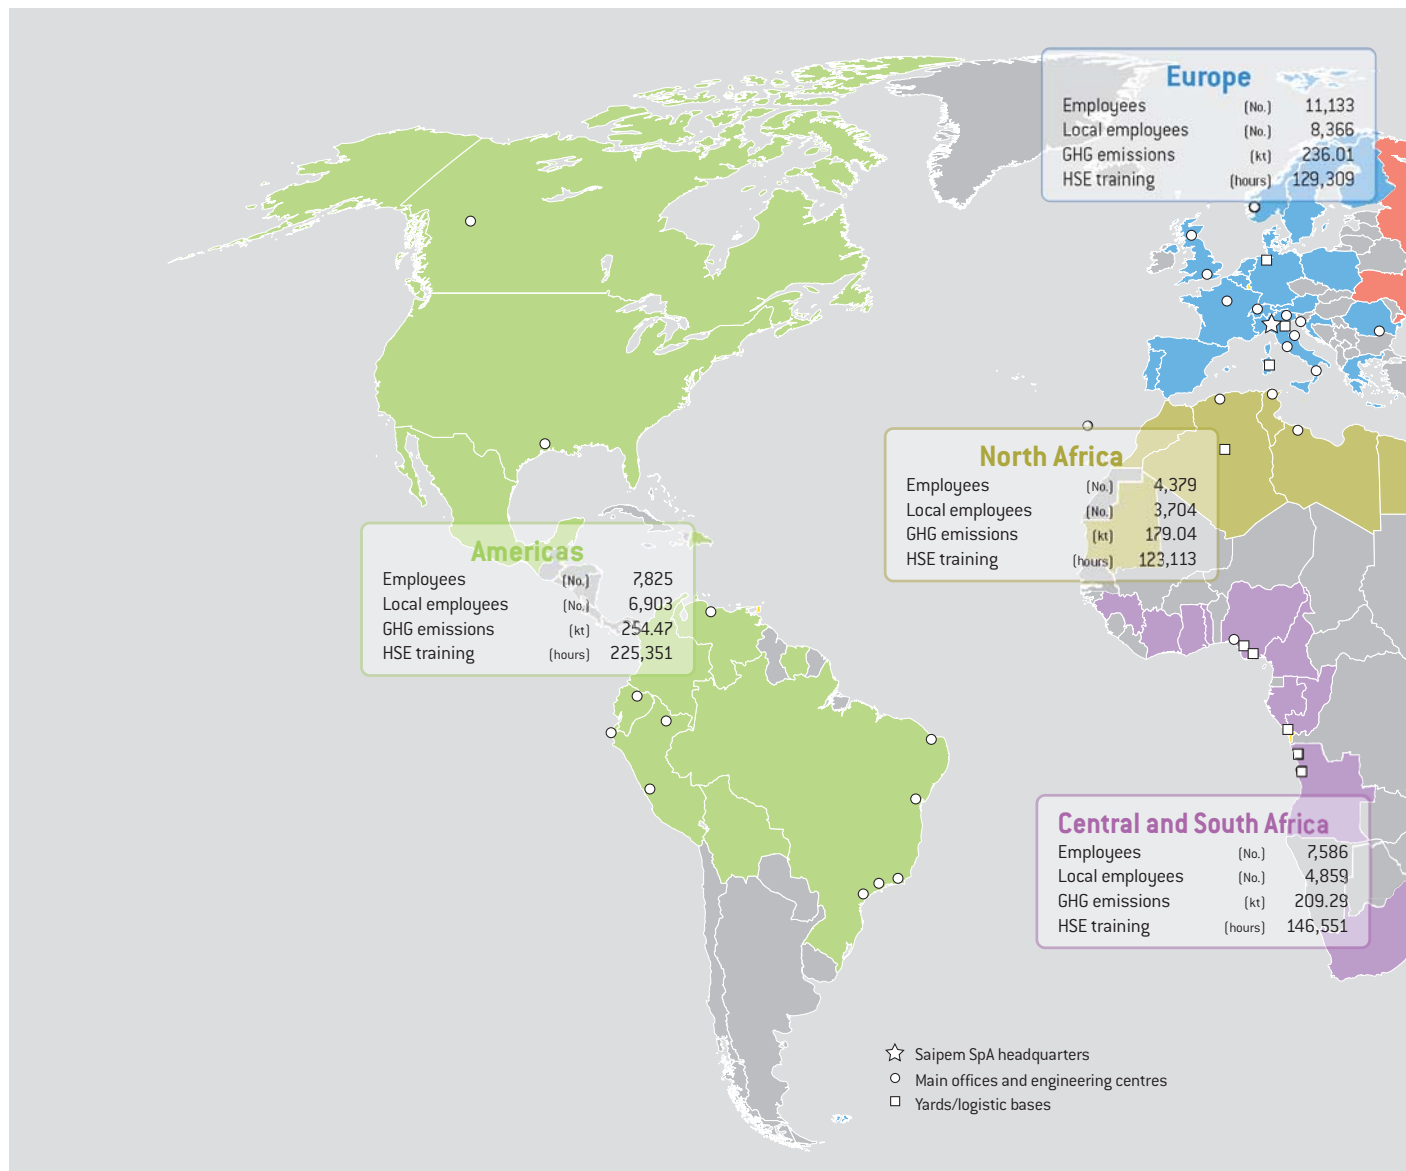 Europe
Employees (No.) 11,133
Local employees (No.) 8,366
GHG emissions (kt) 236.01
HSE training (hours) 129,309
North Africa
Employees (No.) 4,379
Local employees (No.) 3,704
GHG emissions (kt) 179.04
HSE training (hours) 123,113
Americas
Employees (No.) 7,825
Local employees (No.) 6,903
GHG emissions (kt) 254.47
HSE training (hours) 225,351
Central and South Africa
Employees (No.) 7,586
Local employees (No.) 4,859
GHG emissions (kt) 209.29
HSE training (hours) 146,551
Saipem SpA headquarters
Main offices and engineering centres
Yards/logistic bases